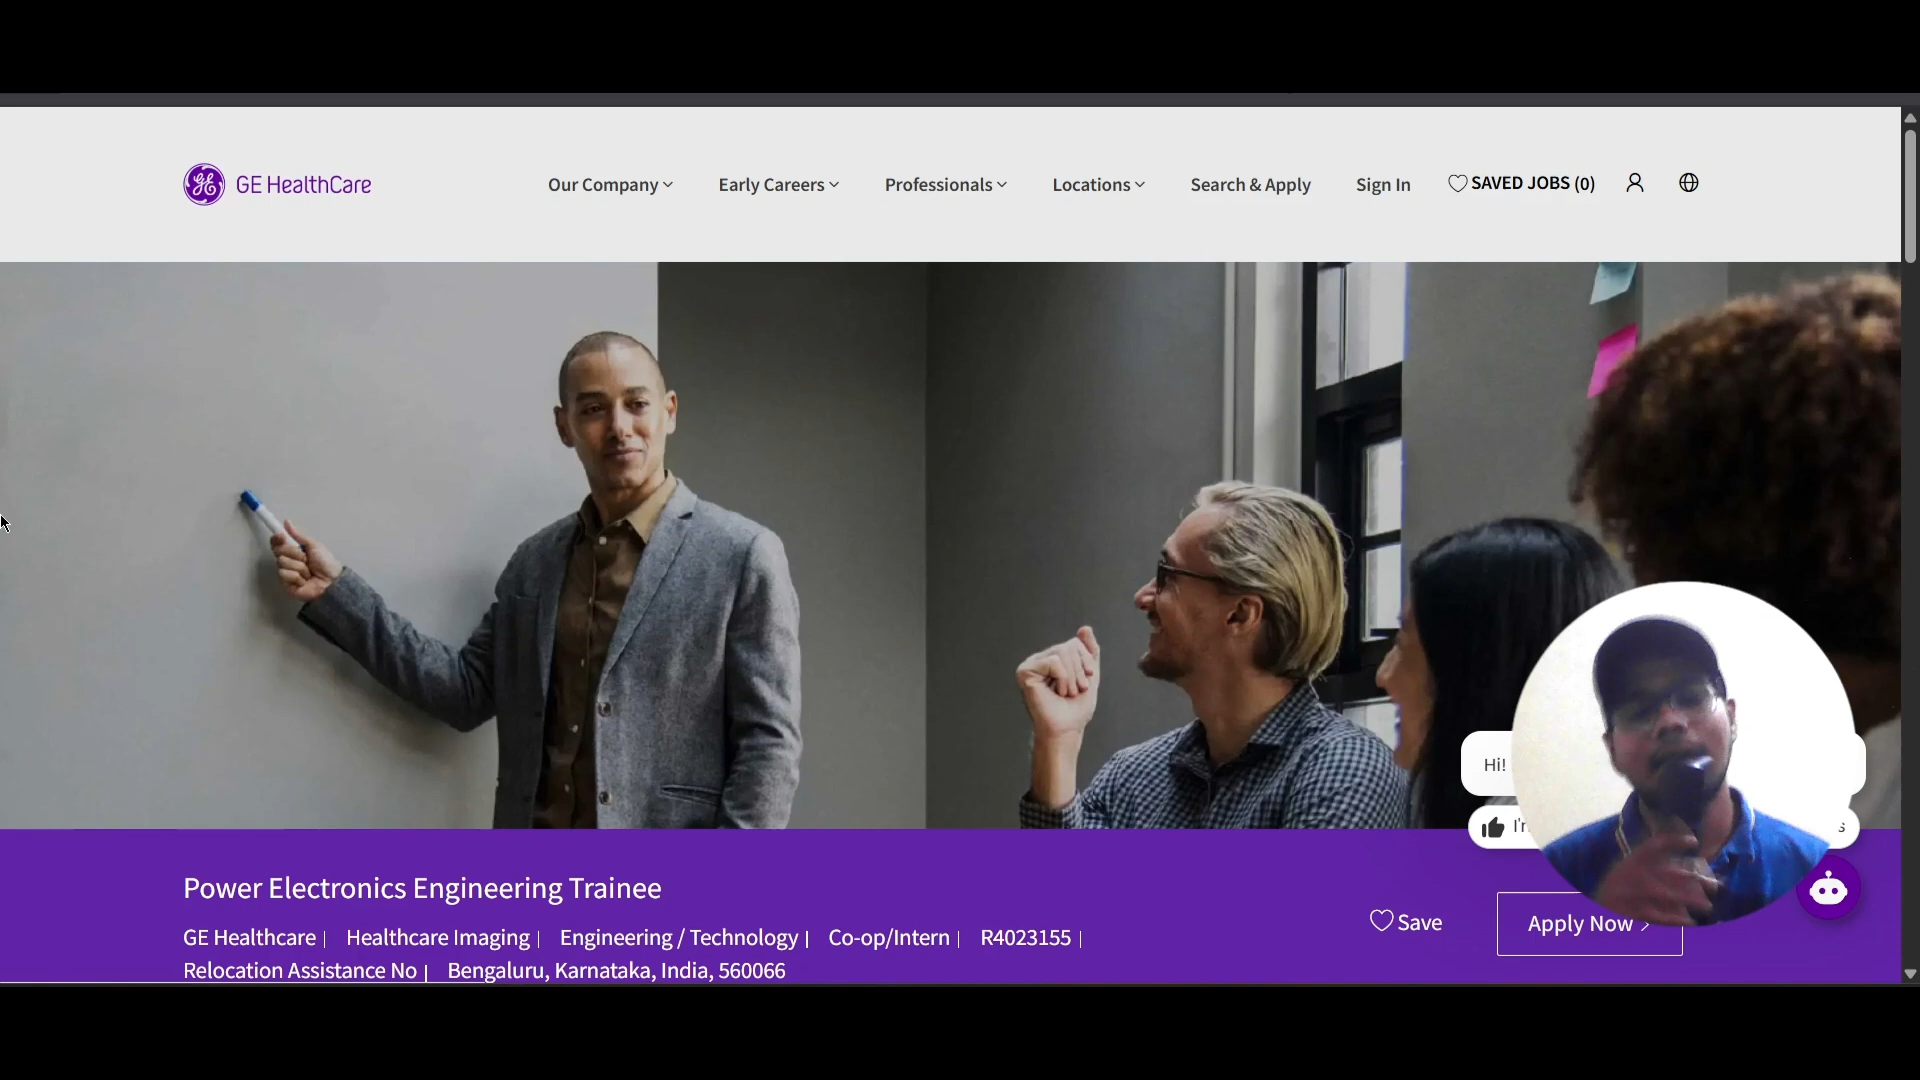 GE HealthCare
Our Company
Early Careers
Professionals
Locations
Search & Apply
Sign In
SAVED JOBS (0)
Hi!
Power Electronics Engineering Trainee
GE Healthcare | Healthcare Imaging | Engineering / Technology | Co-op/Intern | R4023155 |
Relocation Assistance No | Bengaluru, Karnataka, India, 560066
Save
Apply Now